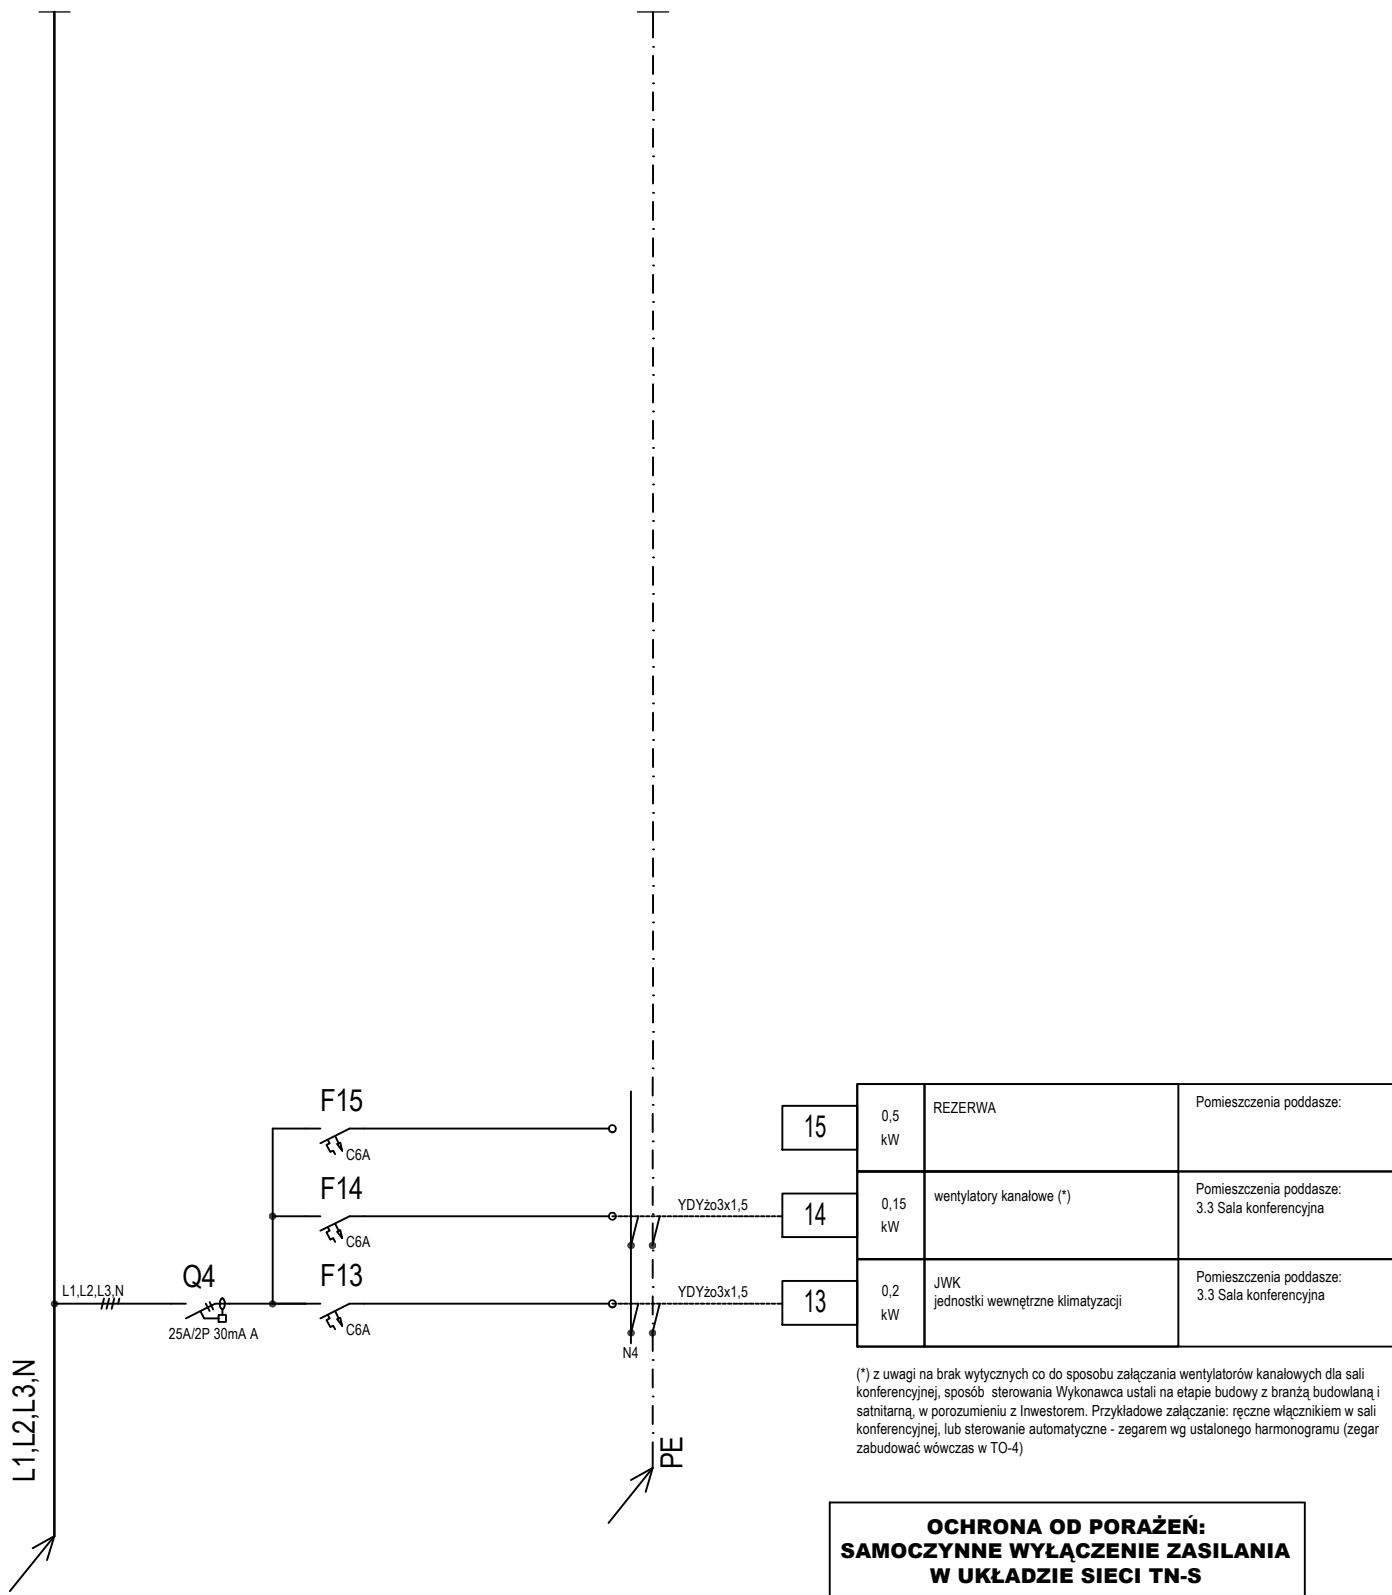 F15
C6A
15
0,5
kW
REZERWA
Pomieszczenia poddasze:
F14
C6A
YDYżo3x1,5
14
0,15
kW
wentylatory kanałowe (*)
Pomieszczenia poddasze:
3.3 Sala konferencyjna
L1,L2,L3,N
Q4
25A/2P 30mA A
F13
C6A
N4
YDYżo3x1,5
13
0,2
kW
JWK
jednostki wewnętrzne klimatyzacji
Pomieszczenia poddasze:
3.3 Sala konferencyjna
L1,L2,L3,N
PE
(*) z uwagi na brak wytycznych co do sposobu załączania wentylatorów kanałowych dla sali
konferencyjnej, sposób sterowania Wykonawca ustali na etapie budowy z branżą budowlaną i
satnitarną, w porozumieniu z Inwestorem. Przykładowe załączanie: ręczne włącznikiem w sali
konferencyjnej, lub sterowanie automatyczne - zegarem wg ustalonego harmonogramu (zegar
zabudować wówczas w TO-4)
OCHRONA OD PORAŻEŃ:
SAMOCZYNNE WYŁĄCZENIE ZASILANIA
W UKŁADZIE SIECI TN-S